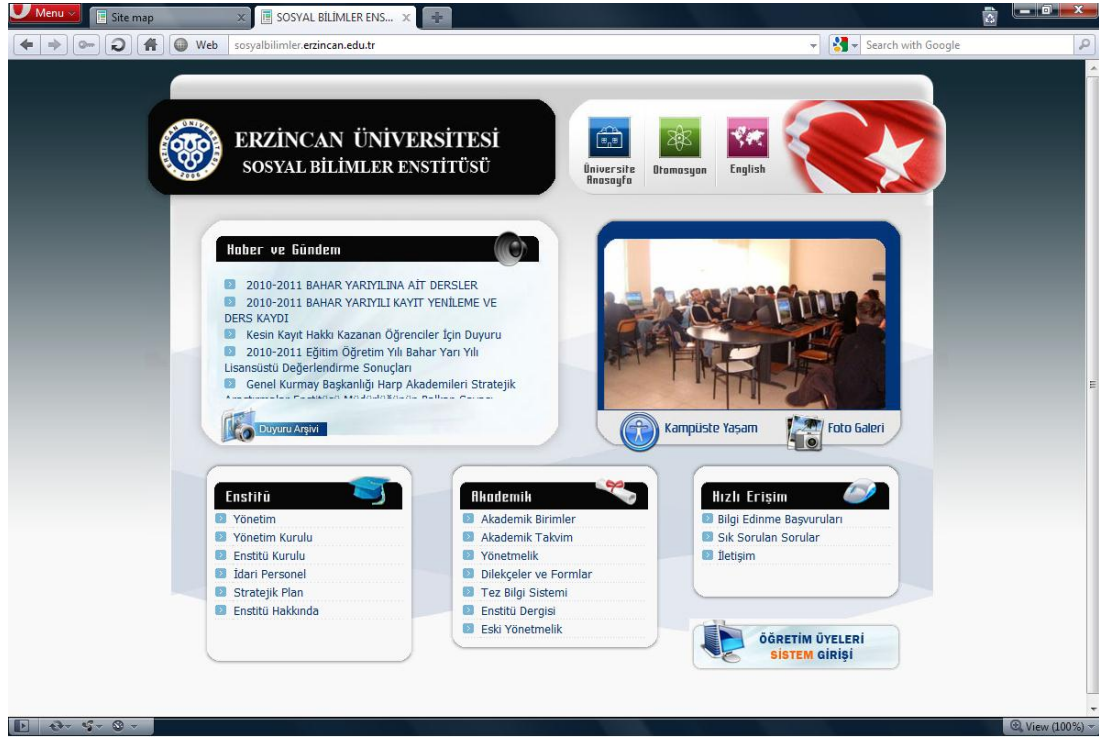 Menu
Site map
SOSYAL BİLİMLER ENS...
Web
sosyalbilimler.erzincan.edu.tr
Search with Google
ERZİNCAN ÜNİVERSİTESİ
SOSYAL BİLİMLER ENSTİTÜSÜ
ERZİNCAN ÜNİVERSİTESİ
2006
Üniversite
Anasayfa
Otomasyon
English
Haber ve Gündem
2010-2011 BAHAR YARIYILINA AİT DERSLER
2010-2011 BAHAR YARIYILI KAYIT YENİLEME VE
DERS KAYDI
Kesin Kayıt Hakkı Kazanan Öğrenciler İçin Duyuru
2010-2011 Eğitim Öğretim Yılı Bahar Yarı Yılı
Lisansüstü Değerlendirme Sonuçları
Genel Kurmay Başkanlığı Harp Akademileri Stratejik
Duyuru Arşivi
Kampüste Yaşam
Foto Galeri
Enstitü
Yönetim
Yönetim Kurulu
Enstitü Kurulu
İdari Personel
Stratejik Plan
Enstitü Hakkında
Akademik
Akademik Birimler
Akademik Takvim
Yönetmelik
Dilekçeler ve Formlar
Tez Bilgi Sistemi
Enstitü Dergisi
Eski Yönetmelik
Hızlı Erişim
Bilgi Edinme Başvuruları
Sık Sorulan Sorular
İletişim
ÖĞRETİM ÜYELERİ
SİSTEM GİRİŞİ
View (100%)